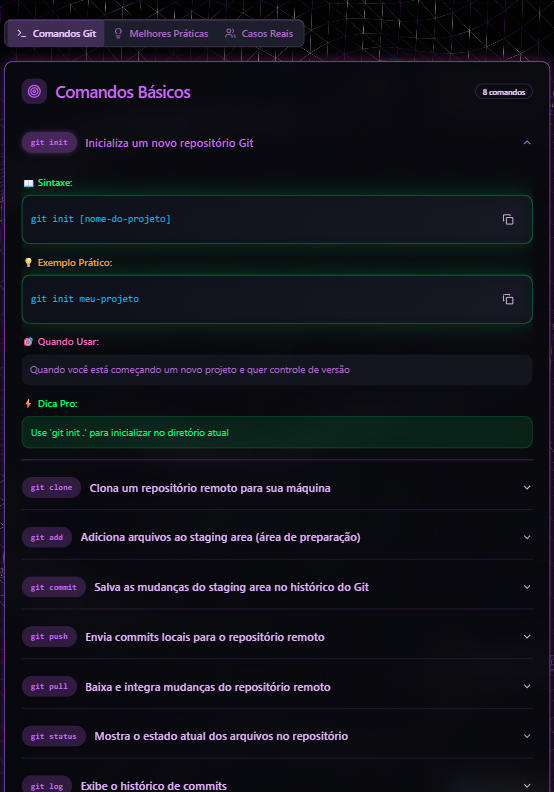 Comandos Git
Melhores Práticas
Casos Reais
Comandos Básicos
8 comandos
git init
Inicializa um novo repositório Git
Sintaxe:
git init [nome-do-projeto]
Exemplo Prático:
git init meu-projeto
Quando Usar:
Quando você está começando um novo projeto e quer controle de versão
Dica Pro:
Use 'git init .' para inicializar no diretório atual
git clone
Clona um repositório remoto para sua máquina
git add
Adiciona arquivos ao staging area (área de preparação)
git commit
Salva as mudanças do staging area no histórico do Git
git push
Envia commits locais para o repositório remoto
git pull
Baixa e integra mudanças do repositório remoto
git status
Mostra o estado atual dos arquivos no repositório
git log
Exibe o histórico de commits